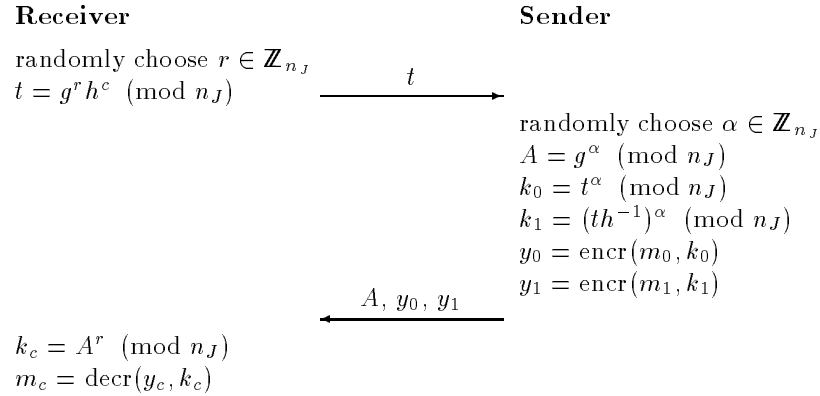 Receiver Sender
randomly choose r ∈ ℤ_{n_J}
t = g^r h^c (mod n_J)
t
randomly choose α ∈ ℤ_{n_J}
A = g^α (mod n_J)
k_0 = t^α (mod n_J)
k_1 = (th^{-1})^α (mod n_J)
y_0 = encr(m_0, k_0)
y_1 = encr(m_1, k_1)
A, y_0, y_1
k_c = A^r (mod n_J)
m_c = decr(y_c, k_c)